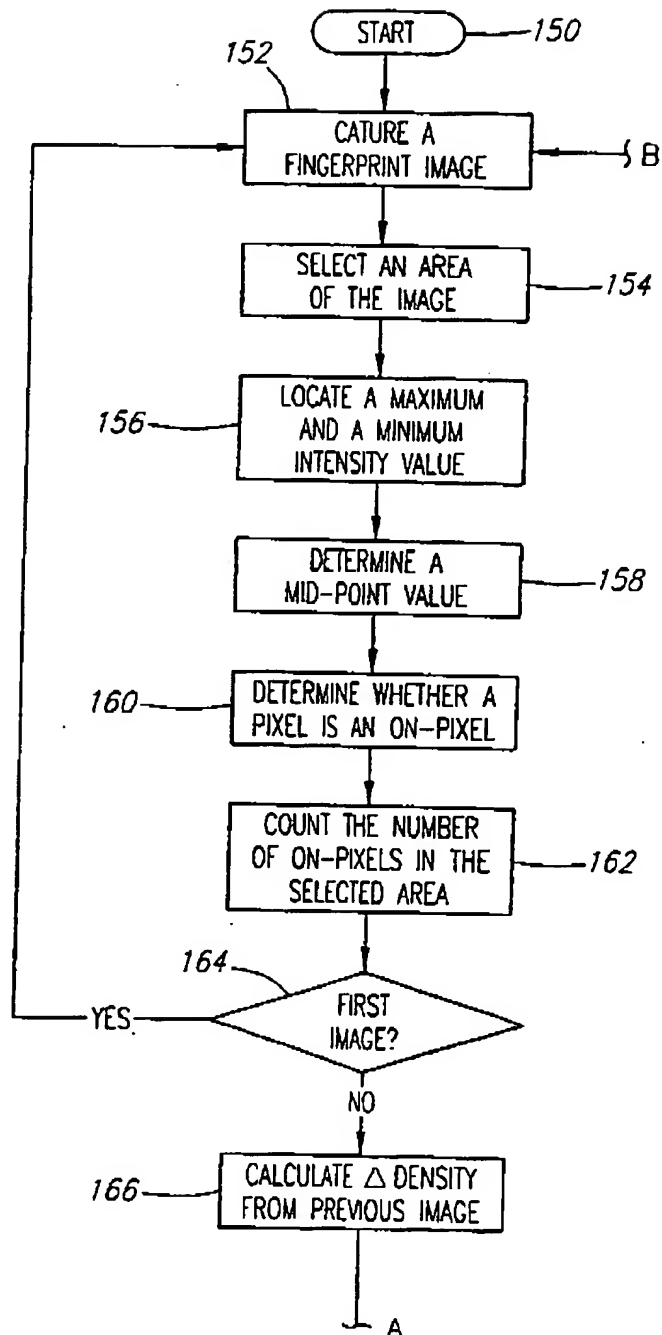 START
150
152
CATURE A
FINGERPRINT IMAGE
B
SELECT AN AREA
OF THE IMAGE
154
156
LOCATE A MAXIMUM
AND A MINIMUM
INTENSITY VALUE
DETERMINE A
MID-POINT VALUE
158
160
DETERMINE WHETHER A
PIXEL IS AN ON-PIXEL
COUNT THE NUMBER
OF ON-PIXELS IN THE
SELECTED AREA
162
164
FIRST
IMAGE?
YES
NO
166
CALCULATE △ DENSITY
FROM PREVIOUS IMAGE
A